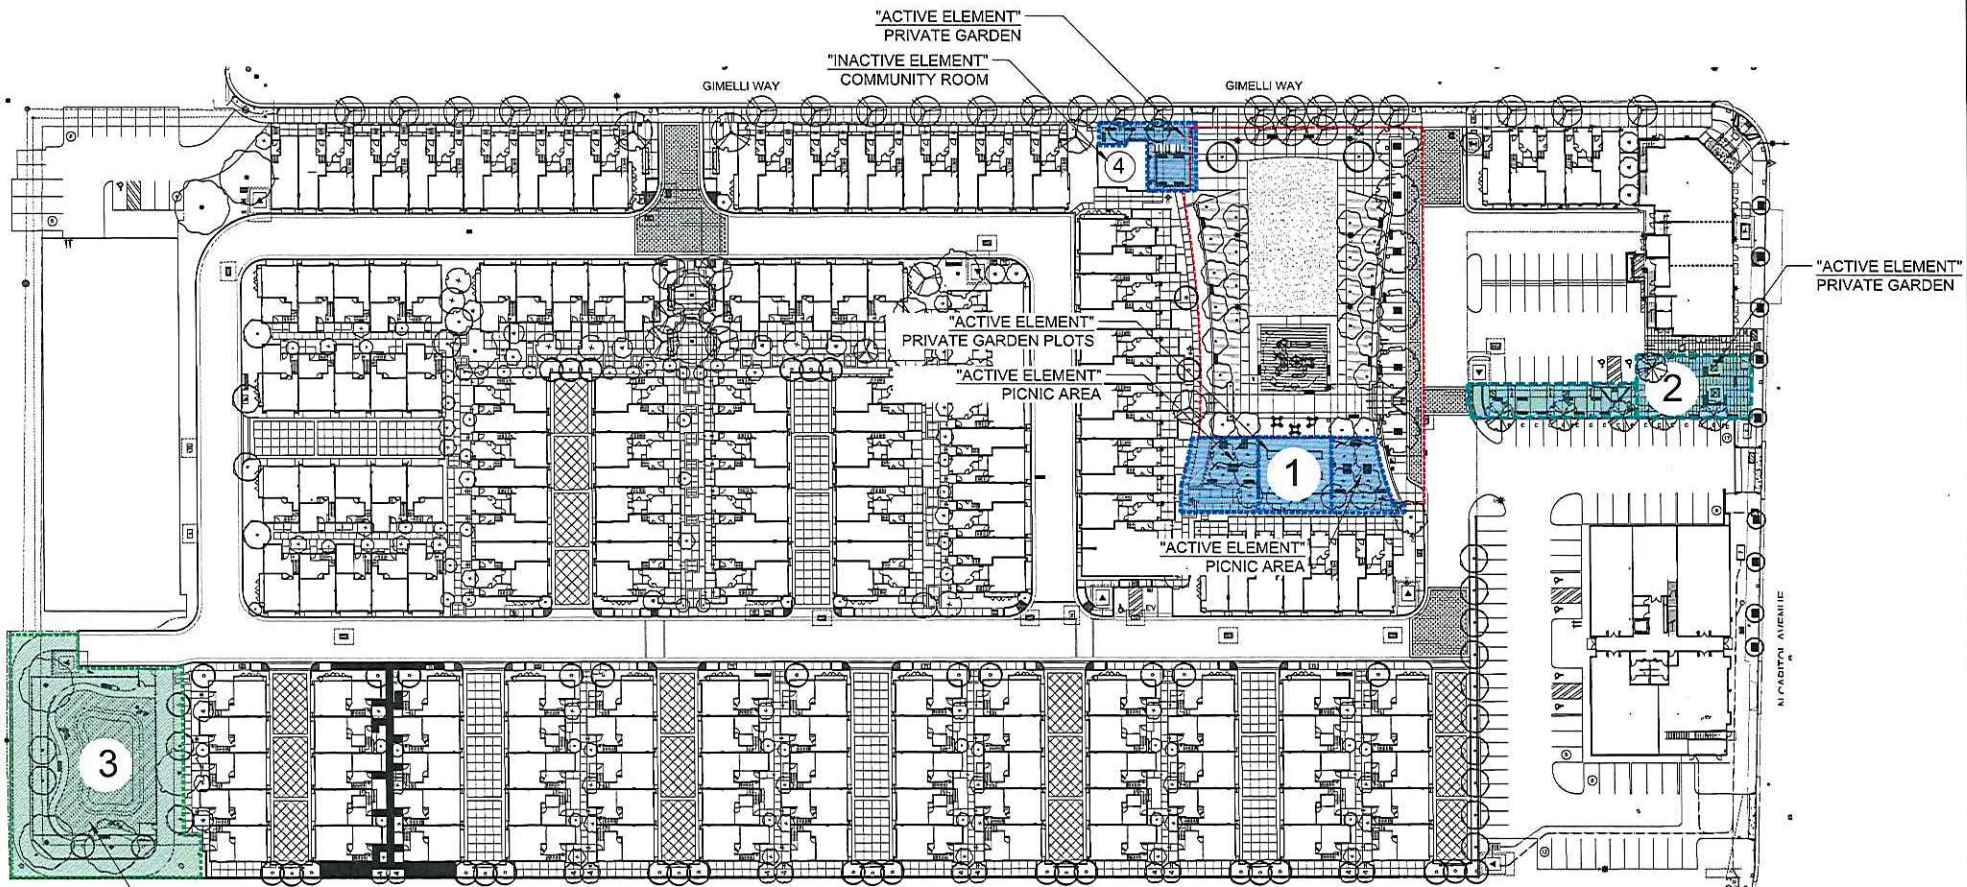 "ACTIVE ELEMENT"
PRIVATE GARDEN
"INACTIVE ELEMENT"
COMMUNITY ROOM
GIMELLI WAY
GIMELLI WAY
4
"ACTIVE ELEMENT"
PRIVATE GARDEN
"ACTIVE ELEMENT"
PRIVATE GARDEN PLOTS
"ACTIVE ELEMENT"
PICNIC AREA
2
1
"ACTIVE ELEMENT"
PICNIC AREA
EV
N CAPITOL AVENUE
3